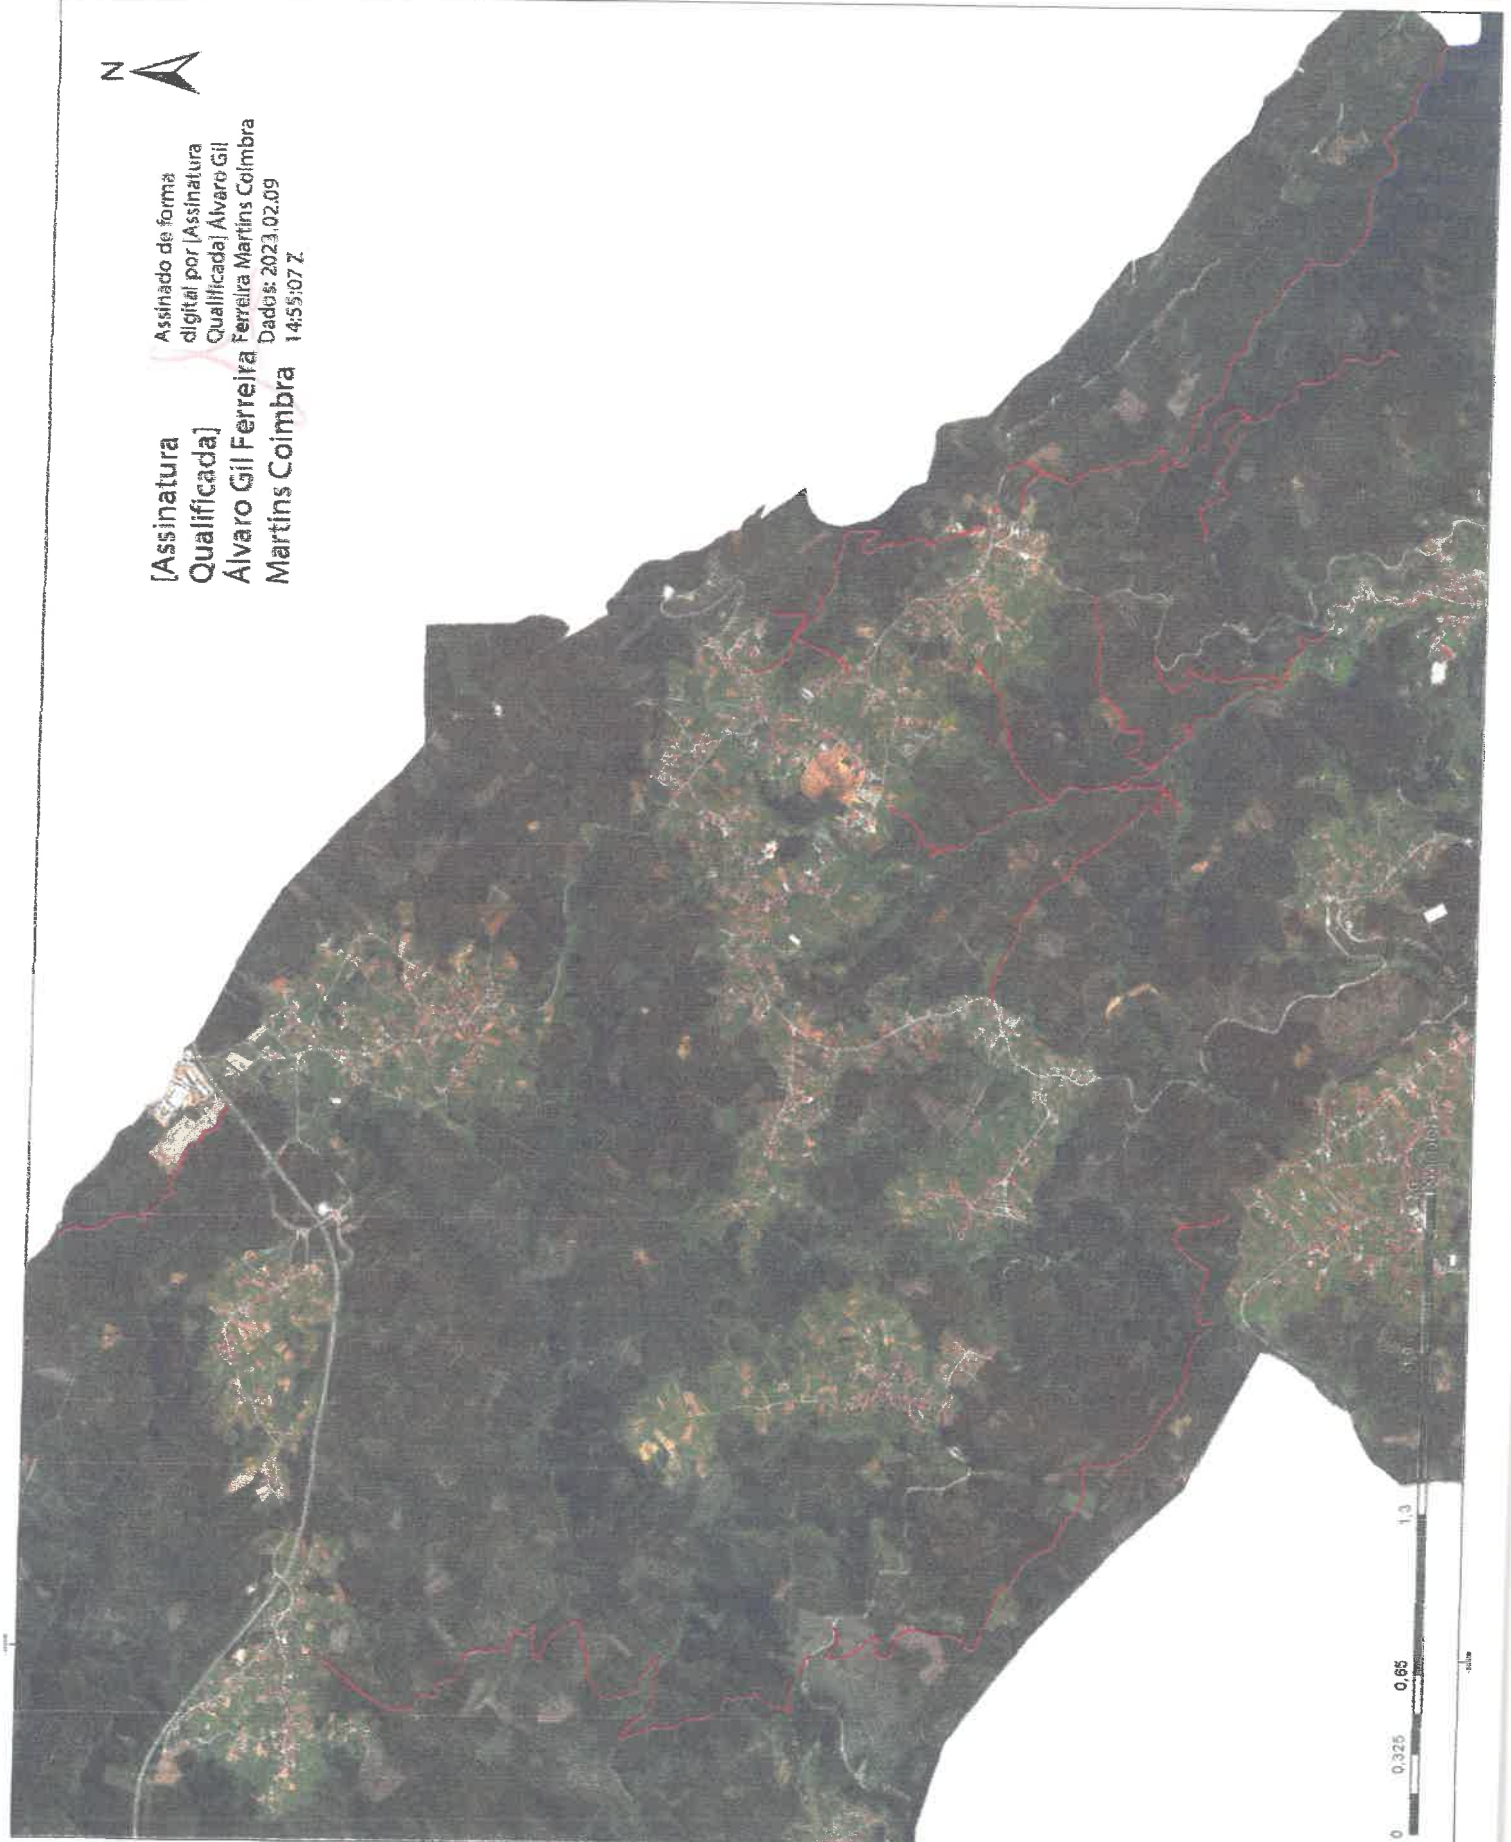 N
[Assinatura
Qualificada]
Álvaro Gil Ferreira
Martins Coimbra
Assinado de forma
digital por [Assinatura
Qualificada] Álvaro Gil
Ferreira Martins Coimbra
Dados: 2023.02.09
14:55:07 Z
0 0,325 0,65 1,3